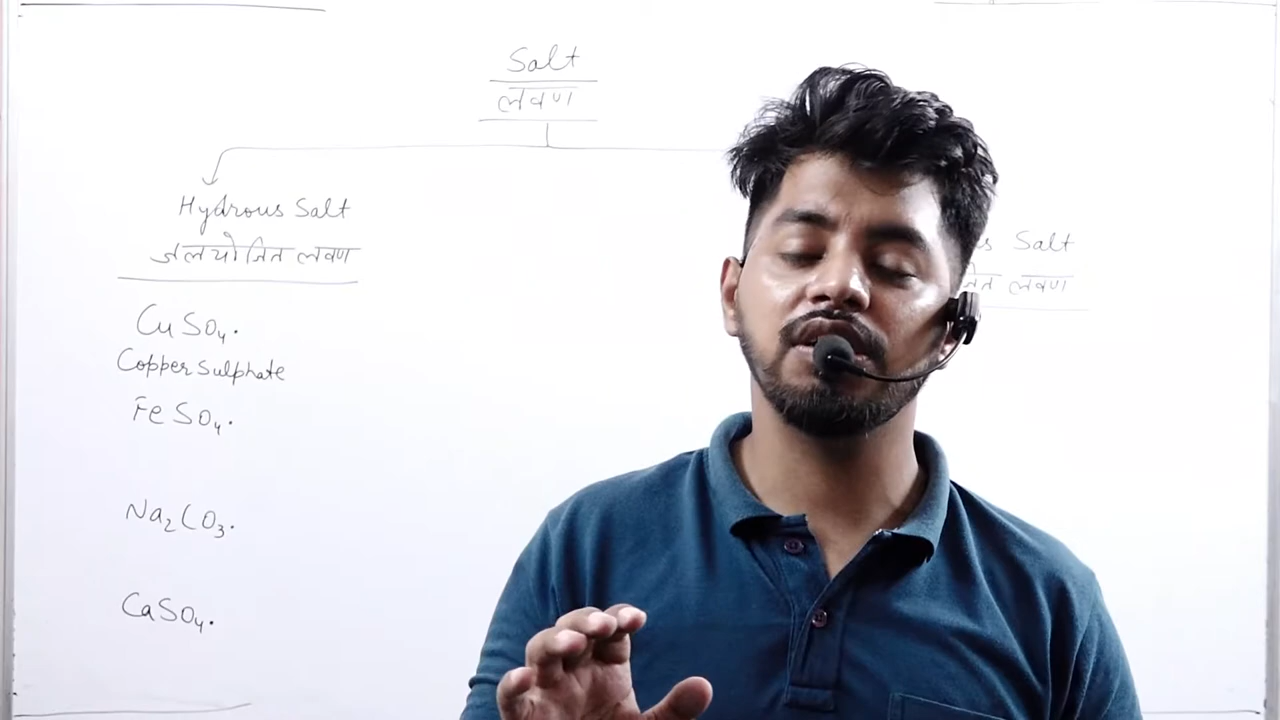 Salt
लवण
Hydrous Salt
जलयोजित लवण
Salt
लवण
CuSO₄.
Copper Sulphate
FeSO₄.
Na₂CO₃.
CaSO₄.